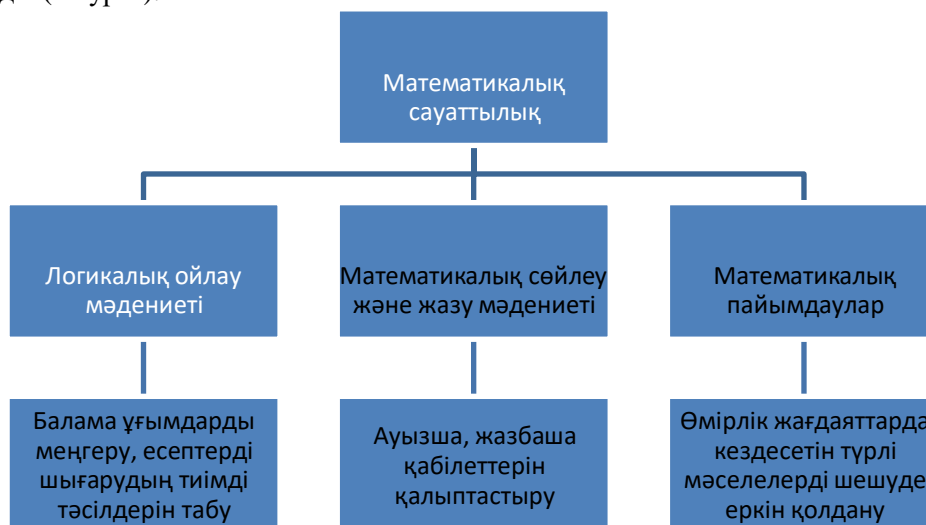 Математикалық
сауаттылық
Логикалық ойлау
мәдениеті
Математикалық сөйлеу
және жазу мәдениеті
Математикалық
пайымдаулар
Балама ұғымдарды
меңгеру, есептерді
шығарудың тиімді
тәсілдерін табу
Ауызша, жазбаша
қабілеттерін
қалыптастыру
Өмірлік жағдаяттарда
кездесетін түрлі
мәселелерді шешуде
еркін қолдану